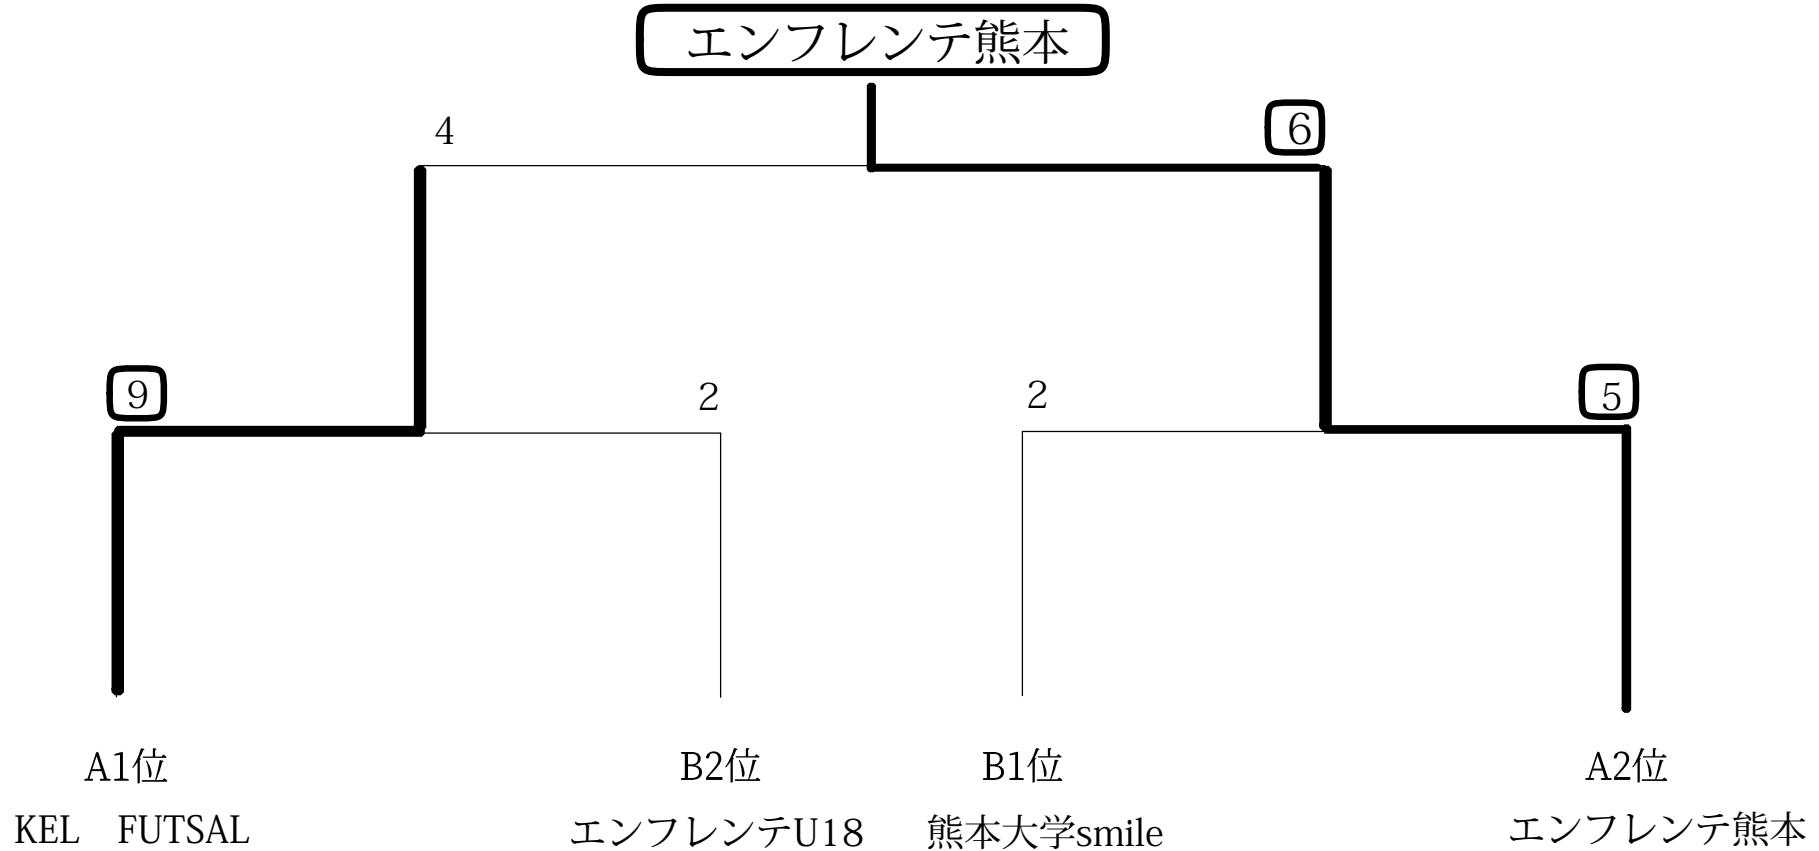 エンフレンテ熊本
4
6
9
2
2
5
A1位
B2位
B1位
A2位
KEL　FUTSAL
エンフレンテU18
熊本大学smile
エンフレンテ熊本